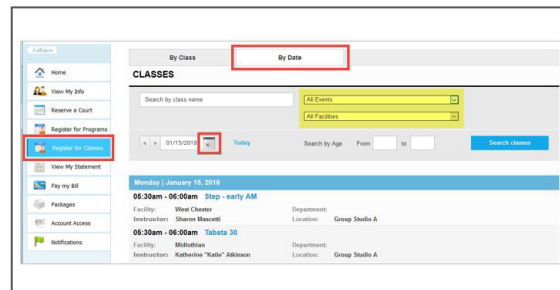 Collapse
Home
View My Info
Reserve a Court
Register for Programs
Register for Classes
View My Statement
Pay my Bill
Packages
Account Access
Notifications
By Class
By Date
CLASSES
Search by class name
All Events
All Facilities
01/15/2018
Today
Search by Age From to
Search classes
Monday | January 15, 2018
05:30am - 06:00am Step - early AM
Facility: West Chester Department:
Instructor: Sharon Mascetti Location: Group Studio A
05:30am - 06:00am Tabata 30
Facility: Midlothian Department:
Instructor: Katherine "Katie" Atkinson Location: Group Studio A